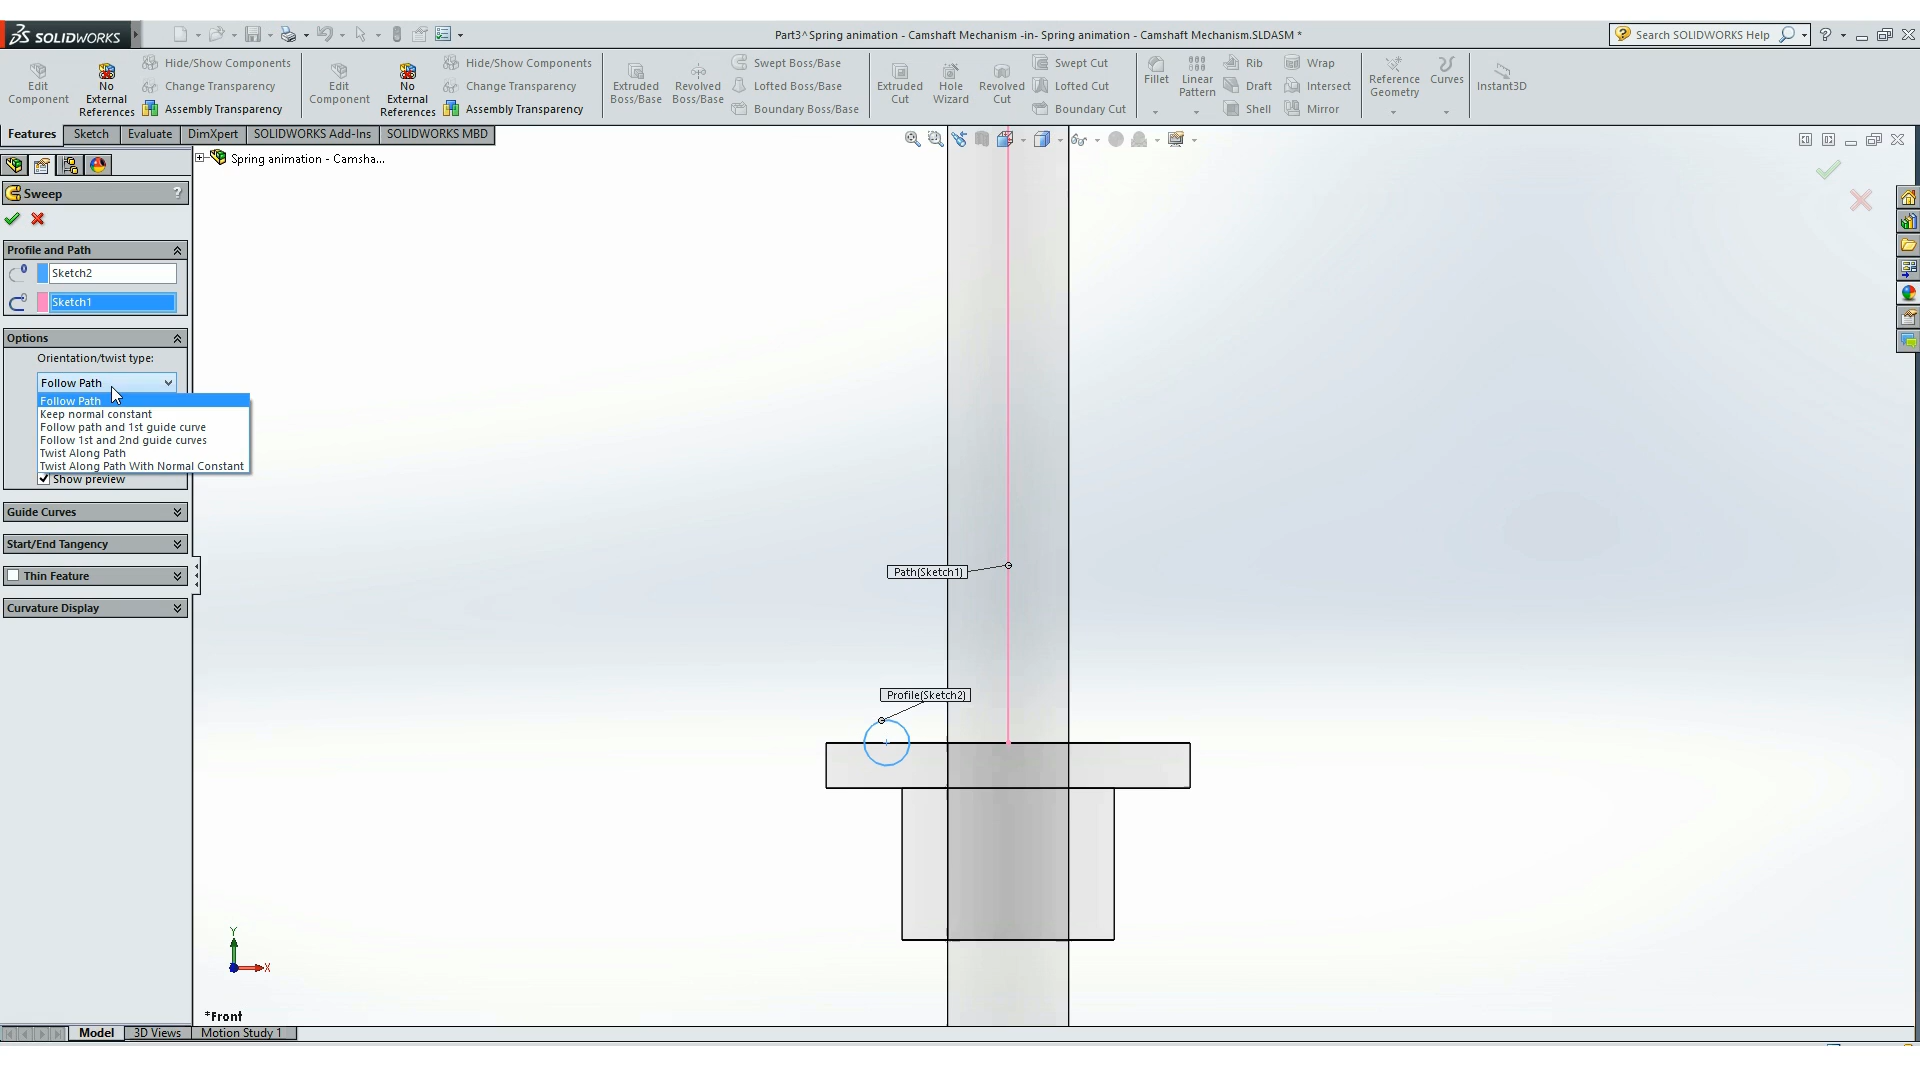 SOLIDWORKS
Part3^Spring animation - Camshaft Mechanism -in- Spring animation - Camshaft Mechanism.SLDASM *
Search SOLIDWORKS Help
Edit Component
No External References
Hide/Show Components
Change Transparency
Assembly Transparency
Edit Component
No External References
Hide/Show Components
Change Transparency
Assembly Transparency
Extruded Boss/Base
Revolved Boss/Base
Swept Boss/Base
Lofted Boss/Base
Boundary Boss/Base
Extruded Cut
Hole Wizard
Revolved Cut
Swept Cut
Lofted Cut
Boundary Cut
Fillet
Linear Pattern
Rib
Draft
Shell
Wrap
Intersect
Mirror
Reference Geometry
Curves
Instant3D
Features
Sketch
Evaluate
DimXpert
SOLIDWORKS Add-Ins
SOLIDWORKS MBD
Spring animation - Camsha...
Sweep
?
Profile and Path
Sketch2
Sketch1
Options
Orientation/twist type:
Follow Path
Follow Path
Keep normal constant
Follow path and 1st guide curve
Follow 1st and 2nd guide curves
Twist Along Path
Twist Along Path With Normal Constant
Show preview
Guide Curves
Start/End Tangency
Thin Feature
Curvature Display
Path(Sketch1)
Profile(Sketch2)
Y
X
*Front
Model
3D Views
Motion Study 1